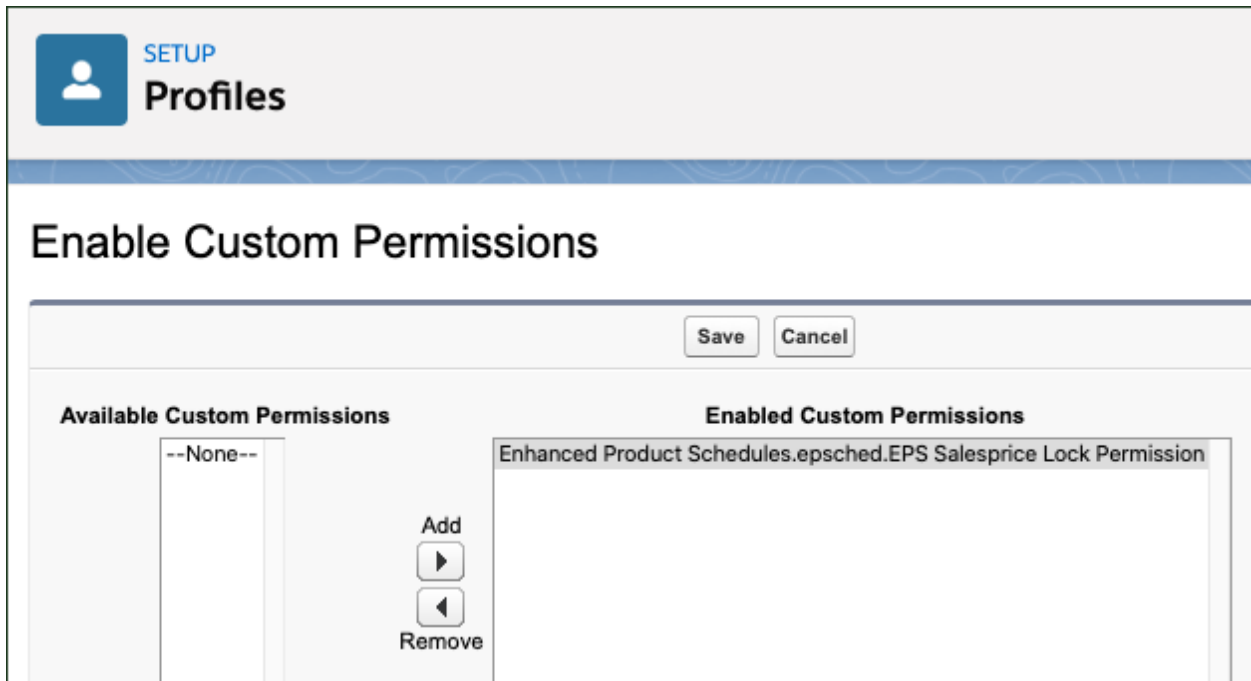 SETUP
Profiles
Enable Custom Permissions
Save Cancel
Available Custom Permissions
--None--
Add
Remove
Enabled Custom Permissions
Enhanced Product Schedules.epsched.EPS Salesprice Lock Permission